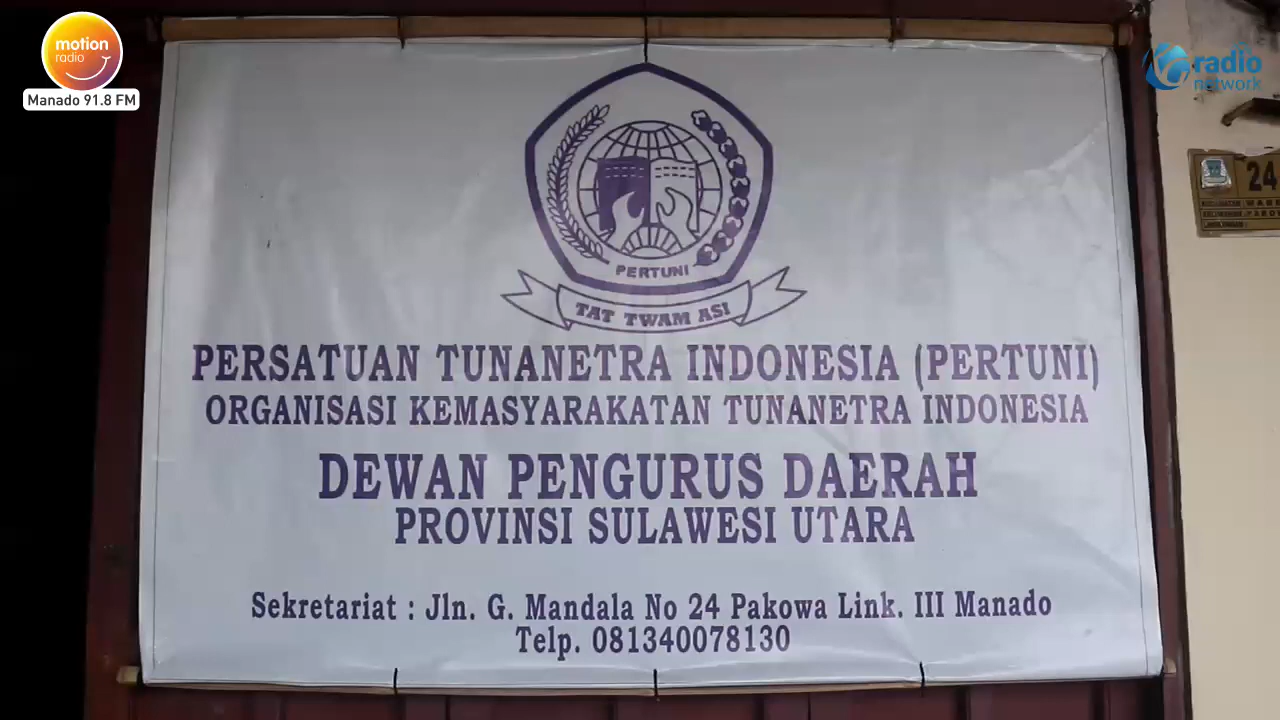 motion
radio
Manado 91.8 FM
radio
network
24
PERTUNI
TAT TWAM ASI
PERSATUAN TUNANETRA INDONESIA (PERTUNI)
ORGANISASI KEMASYARAKATAN TUNANETRA INDONESIA
DEWAN PENGURUS DAERAH
PROVINSI SULAWESI UTARA
Sekretariat : Jln. G. Mandala No 24 Pakowa Link. III Manado
Telp. 081340078130